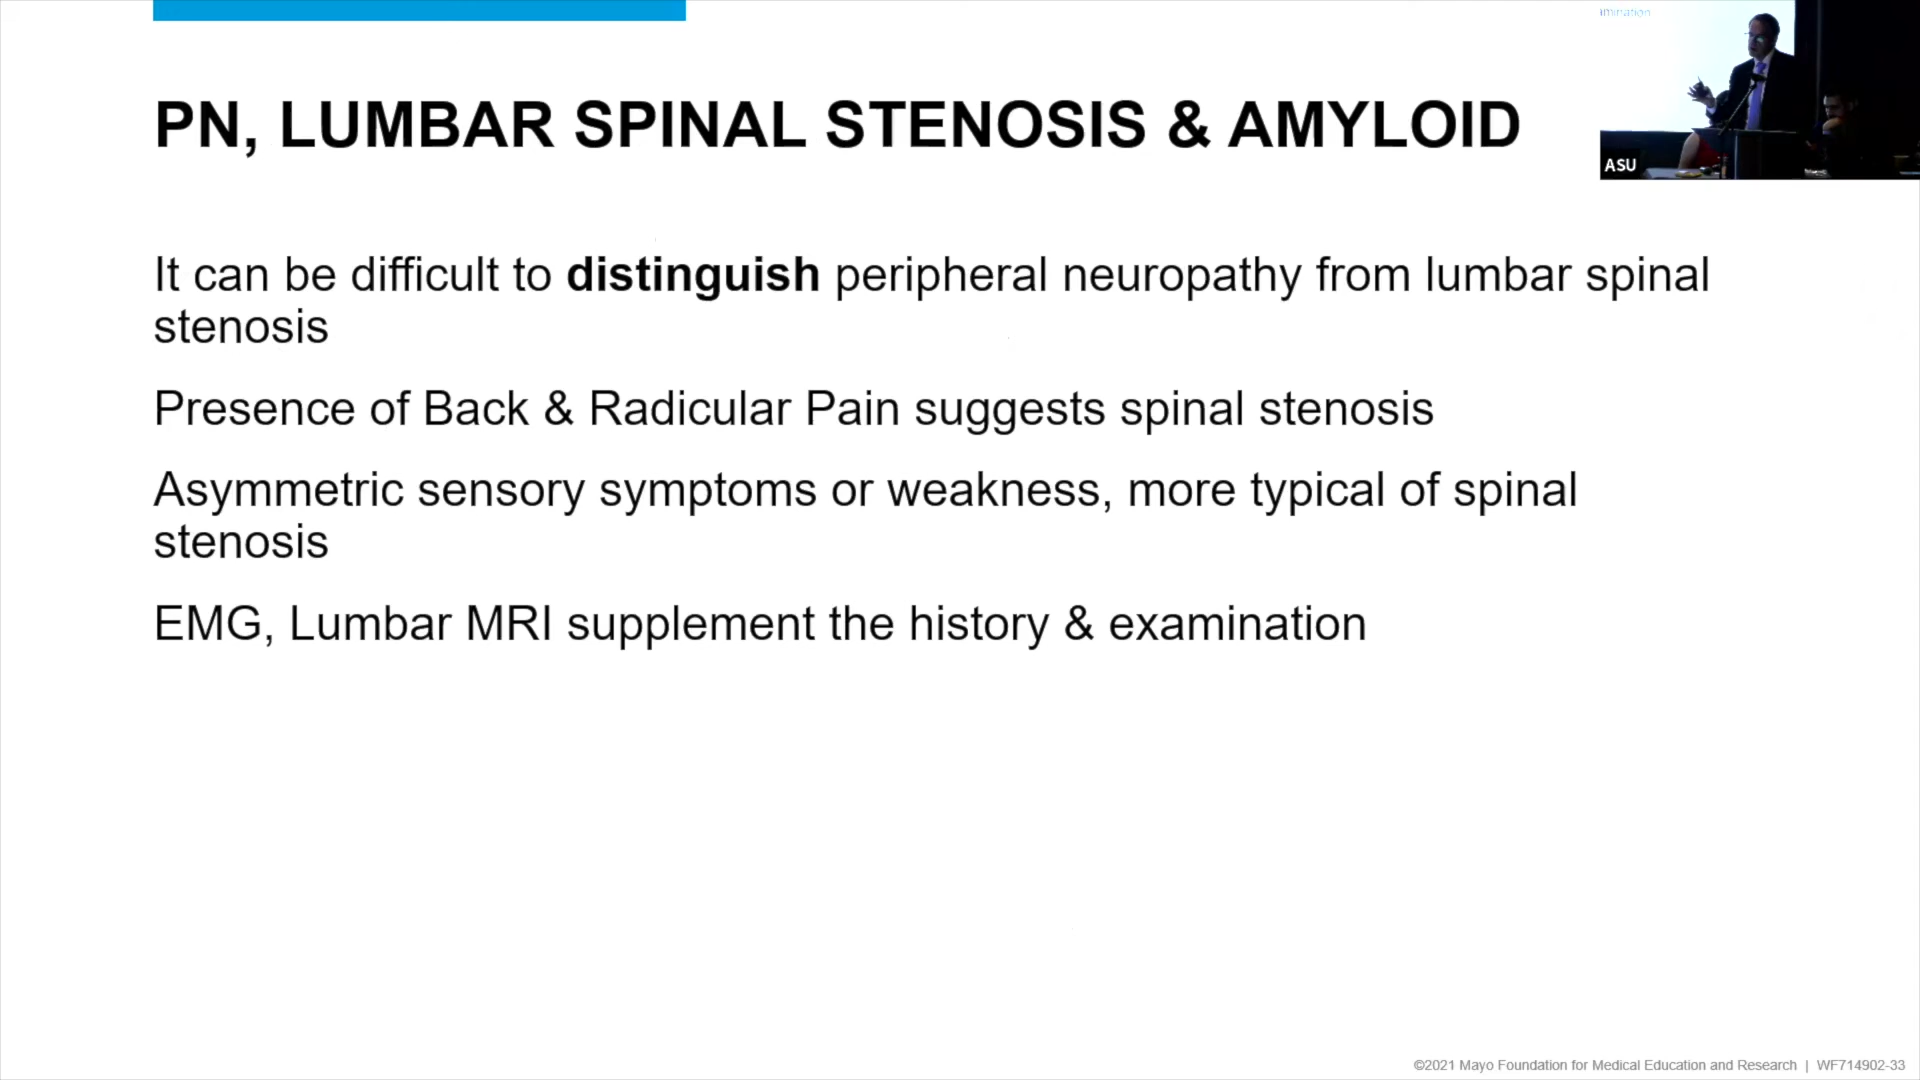 imination
ASU
PN, LUMBAR SPINAL STENOSIS & AMYLOID
It can be difficult to distinguish peripheral neuropathy from lumbar spinal
stenosis
Presence of Back & Radicular Pain suggests spinal stenosis
Asymmetric sensory symptoms or weakness, more typical of spinal
stenosis
EMG, Lumbar MRI supplement the history & examination
©2021 Mayo Foundation for Medical Education and Research | WF714902-33